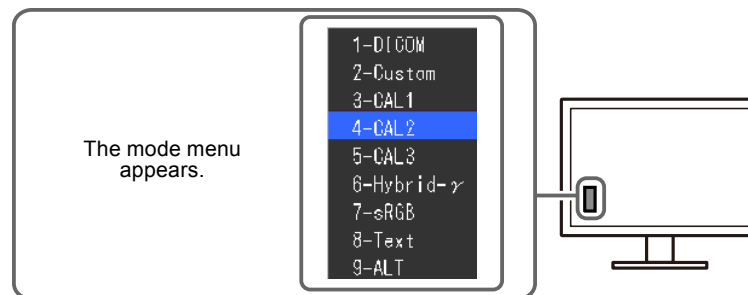 The mode menu
appears.
1-DICOM
2-Custom
3-CAL1
4-CAL2
5-CAL3
6-Hybrid-γ
7-sRGB
8-Text
9-ALT